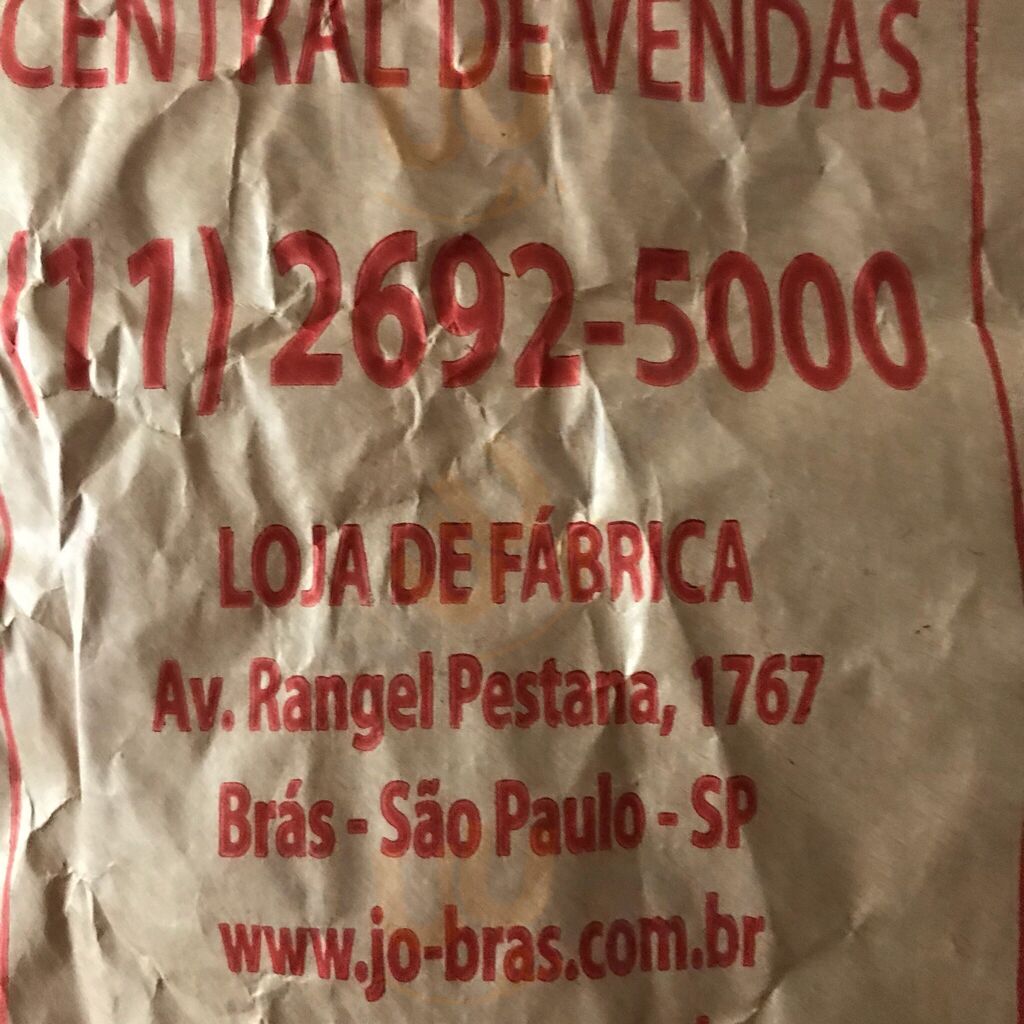 CENTRAL DE VENDAS
(11) 2692-5000
LOJA DE FÁBRICA
Av. Rangel Pestana, 1767
Brás - São Paulo - SP
www.jo-bras.com.br